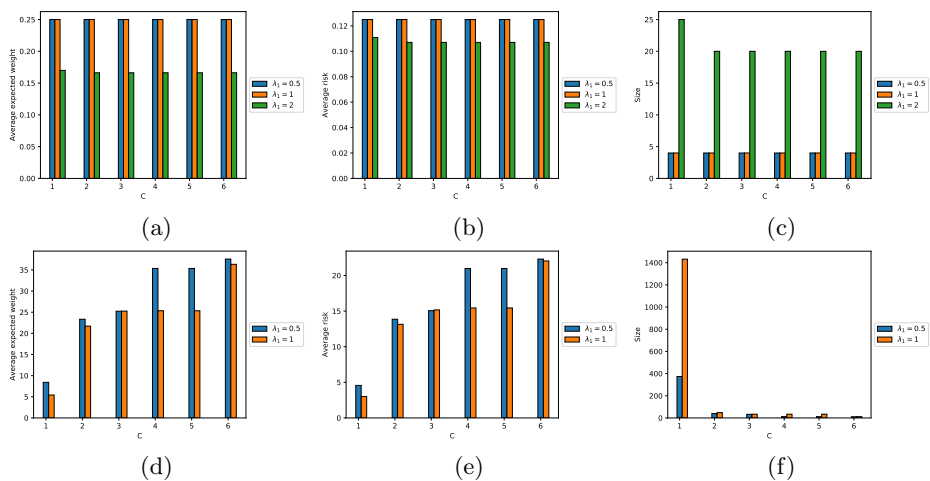 Average expected weight
0.25
0.20
0.15
0.10
0.05
0.00
1 2 3 4 5 6
C
λ₁ = 0.5
λ₁ = 1
λ₁ = 2
(a)
Average risk
0.12
0.10
0.08
0.06
0.04
0.02
0.00
1 2 3 4 5 6
C
λ₁ = 0.5
λ₁ = 1
λ₁ = 2
(b)
Size
25
20
15
10
5
0
1 2 3 4 5 6
C
λ₁ = 0.5
λ₁ = 1
λ₁ = 2
(c)
Average expected weight
35
30
25
20
15
10
5
0
1 2 3 4 5 6
C
λ₁ = 0.5
λ₁ = 1
(d)
Average risk
20
15
10
5
0
1 2 3 4 5 6
C
λ₁ = 0.5
λ₁ = 1
(e)
Size
1400
1200
1000
800
600
400
200
0
1 2 3 4 5 6
C
λ₁ = 0.5
λ₁ = 1
(f)